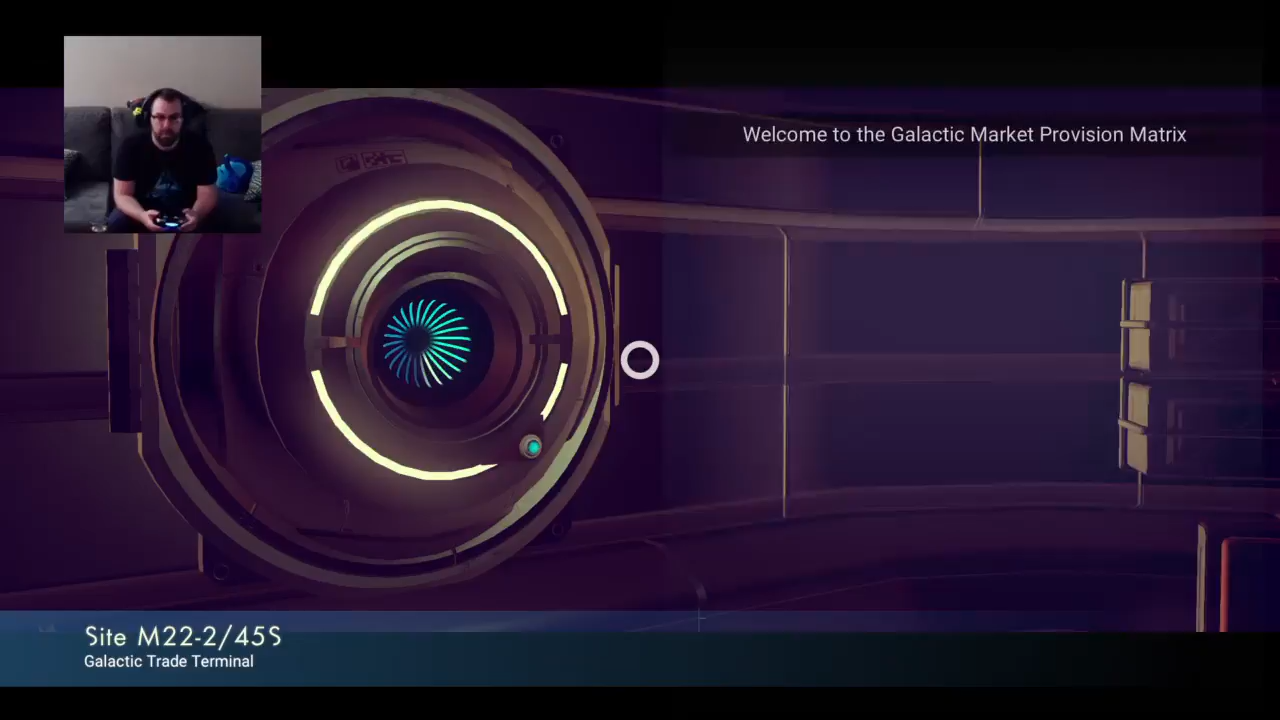 Welcome to the Galactic Market Provision Matrix
Site M22-2/45S
Galactic Trade Terminal